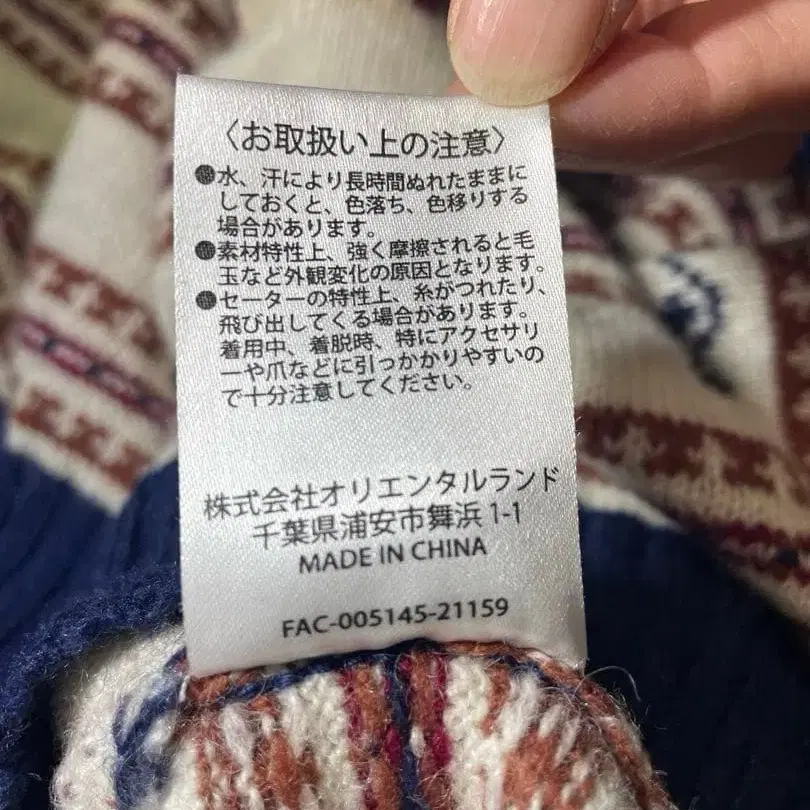 〈お取扱い上の注意〉
●水、汗により長時間ぬれたままに
しておくと、色落ち、色移りする
場合があります。
●素材特性上、強く摩擦されると毛
玉など外観変化の原因となります。
●セーターの特性上、糸がつれたり、
飛び出してくる場合があります。
着用中、着脱時、特にアクセサリ
ーや爪などに引っかかりやすいの
で十分注意してください。
株式会社オリエンタルランド
千葉県浦安市舞浜 1-1
MADE IN CHINA
FAC-005145-21159